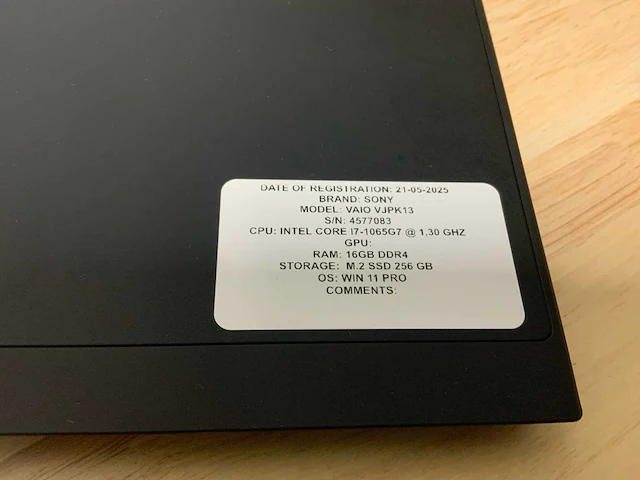 DATE OF REGISTRATION: 21-05-2025
BRAND: SONY
MODEL: VAIO VJPK13
S/N: 4577083
CPU: INTEL CORE I7-1065G7 @ 1,30 GHZ
GPU:
RAM: 16GB DDR4
STORAGE: M.2 SSD 256 GB
OS: WIN 11 PRO
COMMENTS: